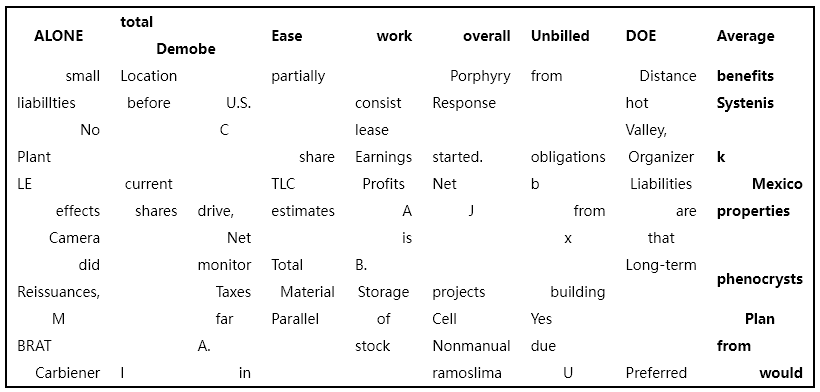 ALONE total Demobe Ease work overall Unbilled DOE Average
small Location partially Porphyry from Distance benefits
liabillties before U.S. consist Response hot Systenis
No C lease Valley,
Plant share Earnings started. obligations Organizer k
LE current TLC Profits Net b Liabilities Mexico
effects shares drive, estimates A J from are properties
Camera Net is x that
did monitor Total B. Long-term phenocrysts
Reissuances, Taxes Material Storage projects building
M far Parallel of Cell Yes Plan
BRAT A. stock Nonmanual due from
Carbiener I in ramoslima U Preferred would